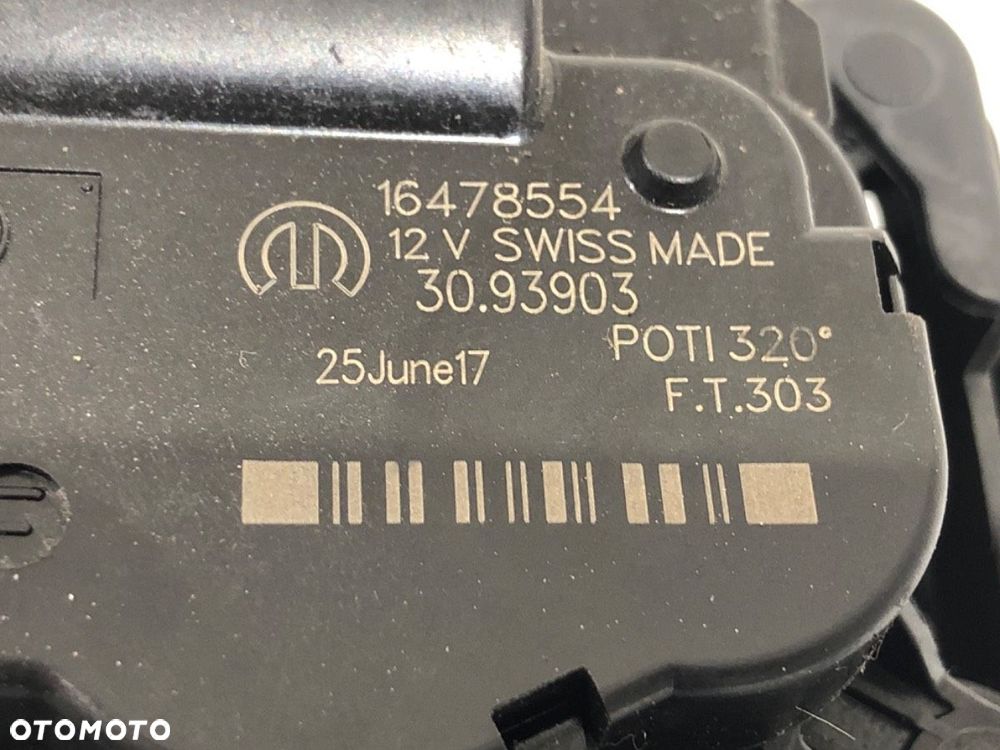 16478554
12 V SWISS MADE
30.93903
25June17
POTI 320°
F.T.303
OTOMOTO